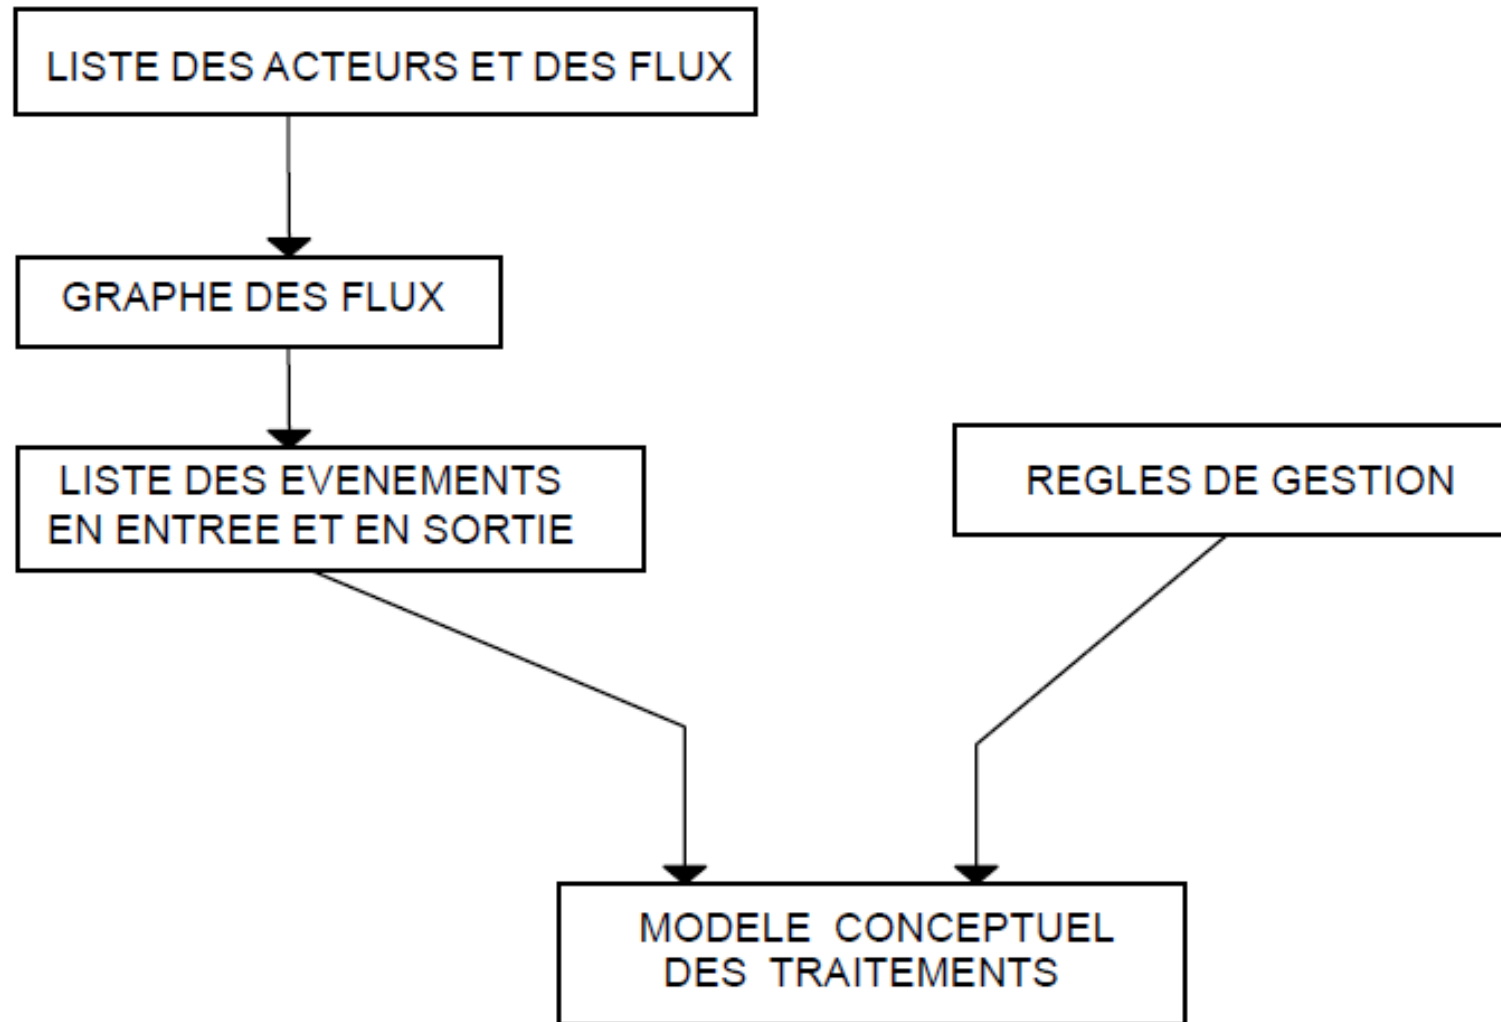 LISTE DES ACTEURS ET DES FLUX
GRAPHE DES FLUX
LISTE DES EVENEMENTS
EN ENTREE ET EN SORTIE
REGLES DE GESTION
MODELE CONCEPTUEL
DES TRAITEMENTS